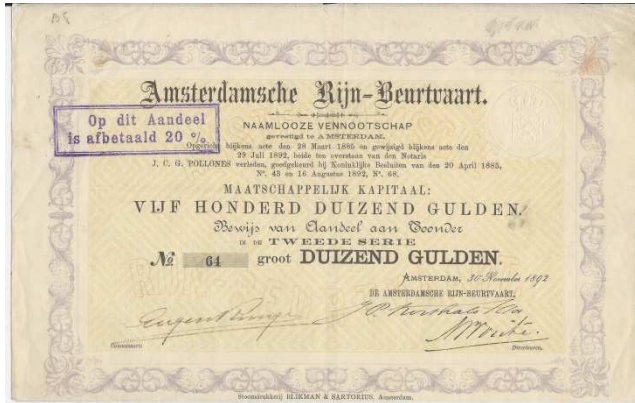 Amsterdamsche Rijn-Beurtvaart.
Op dit Aandeel
is afbetaald 20 %
NAAMLOOZE VENNOOTSCHAP
gevestigd te AMSTERDAM.
Opgericht blijkens acte den 28 Maart 1885 en gewijzigd blijkens acte den
29 Juli 1892, beide ten overstaan van den Notaris
J. C. G. POLLONES verleden, goedgekeurd bij Koninklijke Besluiten van den 20 April 1885,
Nº. 43 en 16 Augustus 1892, Nº. 68.
MAATSCHAPPELIJK KAPITAAL:
VIJF HONDERD DUIZEND GULDEN.
Bewijs van Aandeel aan Toonder
IN DE TWEEDE SERIE
No. 64 groot DUIZEND GULDEN.
AMSTERDAM, 30 November 1892
DE AMSTERDAMSCHE RIJN-BEURTVAART,
Commissaris
Directeuren.
Stoomdrukkerij BLIKMAN & SARTORIUS, Amsterdam.